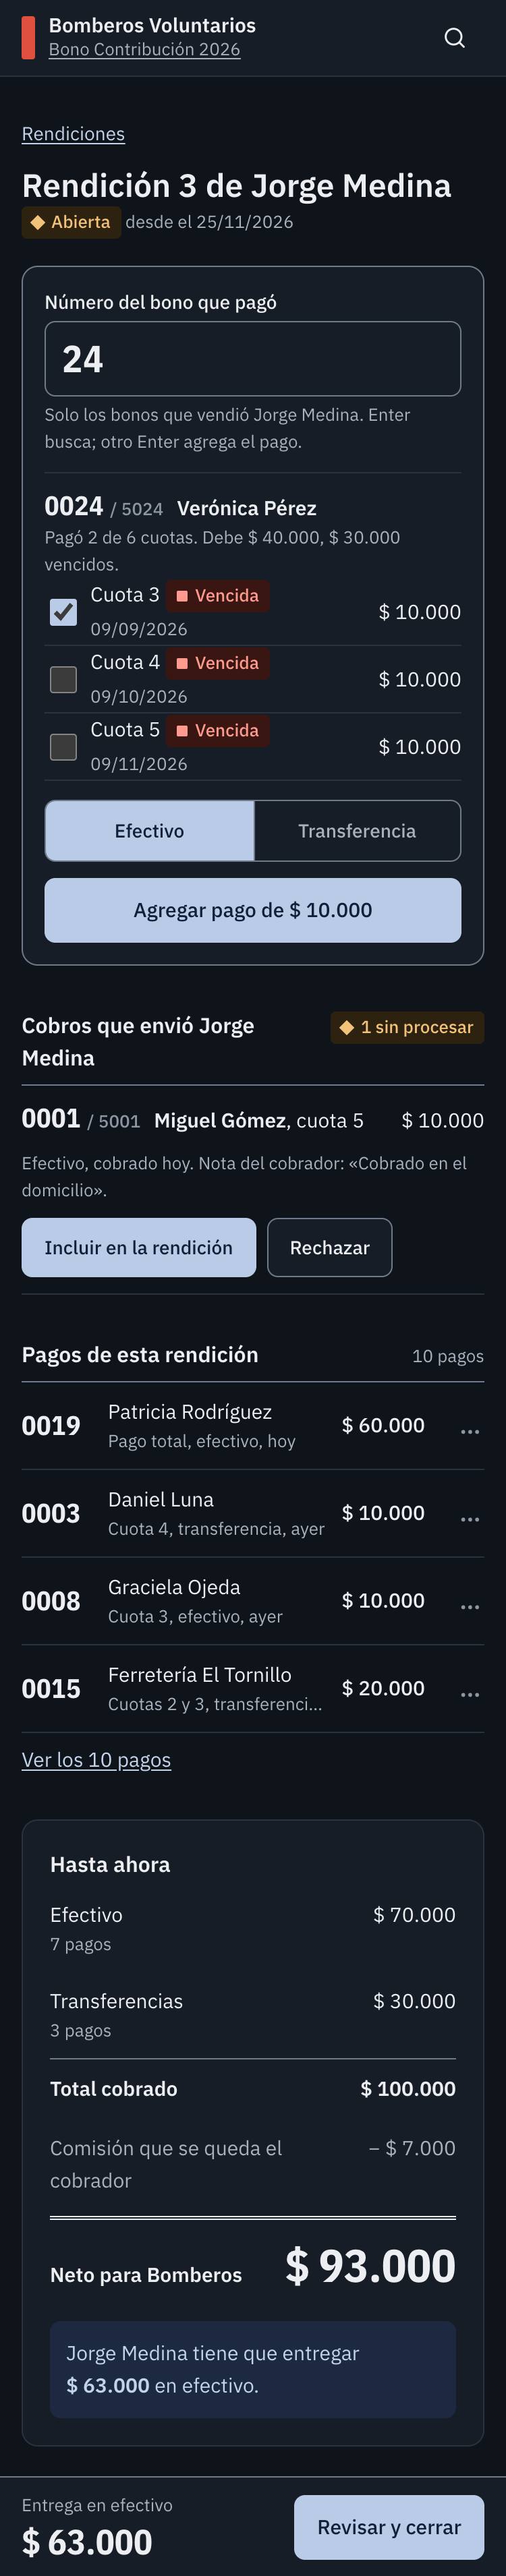 Bomberos Voluntarios
Bono Contribución 2026
Rendiciones
Rendición 3 de Jorge Medina
Abierta desde el 25/11/2026
Número del bono que pagó
24
Solo los bonos que vendió Jorge Medina. Enter
busca; otro Enter agrega el pago.
0024 / 5024 Verónica Pérez
Pagó 2 de 6 cuotas. Debe $ 40.000, $ 30.000
vencidos.
Cuota 3 Vencida
09/09/2026
$ 10.000
Cuota 4 Vencida
09/10/2026
$ 10.000
Cuota 5 Vencida
09/11/2026
$ 10.000
Efectivo Transferencia
Agregar pago de $ 10.000
Cobros que envió Jorge
Medina
1 sin procesar
0001 / 5001 Miguel Gómez, cuota 5 $ 10.000
Efectivo, cobrado hoy. Nota del cobrador: «Cobrado en el
domicilio».
Incluir en la rendición Rechazar
Pagos de esta rendición 10 pagos
0019 Patricia Rodríguez $ 60.000 ...
Pago total, efectivo, hoy
0003 Daniel Luna $ 10.000 ...
Cuota 4, transferencia, ayer
0008 Graciela Ojeda $ 10.000 ...
Cuota 3, efectivo, ayer
0015 Ferretería El Tornillo $ 20.000 ...
Cuotas 2 y 3, transferenci...
Ver los 10 pagos
Hasta ahora
Efectivo $ 70.000
7 pagos
Transferencias $ 30.000
3 pagos
Total cobrado $ 100.000
Comisión que se queda el
cobrador
− $ 7.000
Neto para Bomberos $ 93.000
Jorge Medina tiene que entregar
$ 63.000 en efectivo.
Entrega en efectivo
$ 63.000
Revisar y cerrar